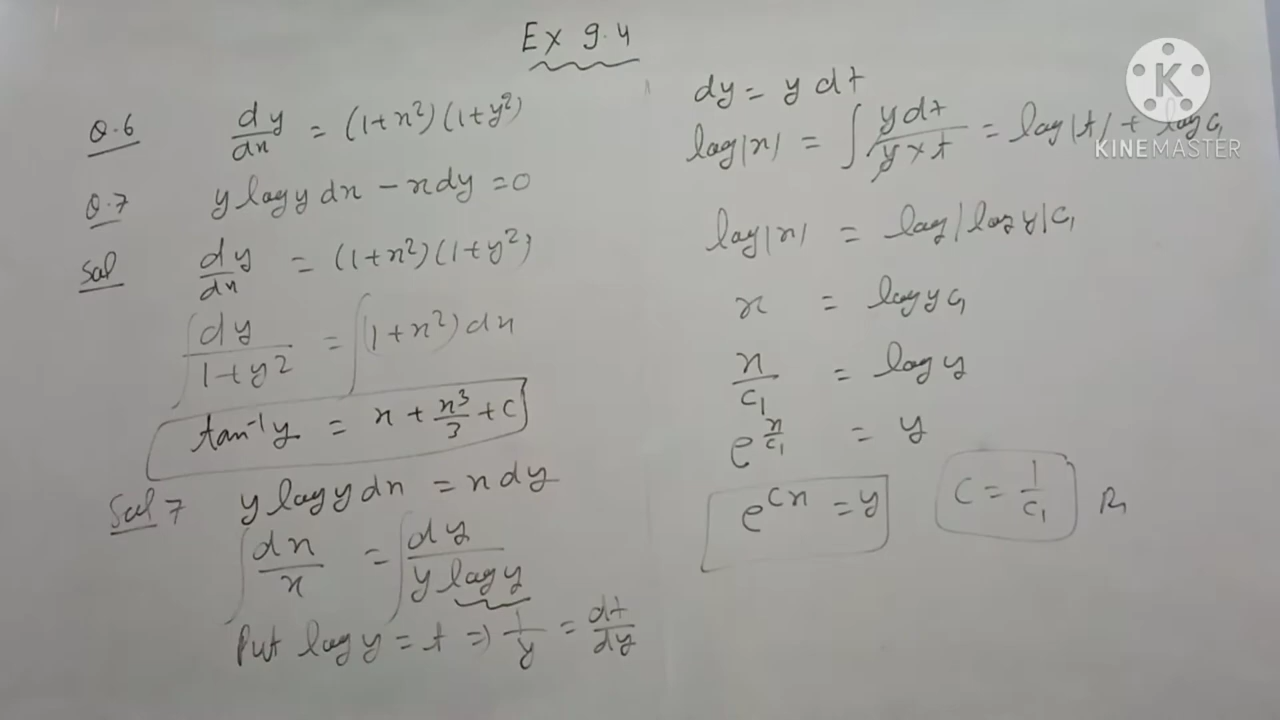 Ex 9.4
Q.6 dy/dx = (1+x²)(1+y²)
Q.7 y log y dx − x dy = 0
Sol dy/dx = (1+x²)(1+y²)
∫ dy/(1+y²) = ∫ (1+x²) dx
tan⁻¹y = x + x³/3 + C
Sol 7 y log y dx = x dy
∫ dx/x = ∫ dy/(y log y)
Put log y = t ⇒ 1/y = dt/dy
dy = y dt
log|x| = ∫ y dt/(y × t) = log|t| + log C₁
log|x| = log|log y|C₁
x = log y C₁
x/C₁ = log y
e^(x/C₁) = y
e^(Cx) = y C = 1/C₁
K
KINEMASTER